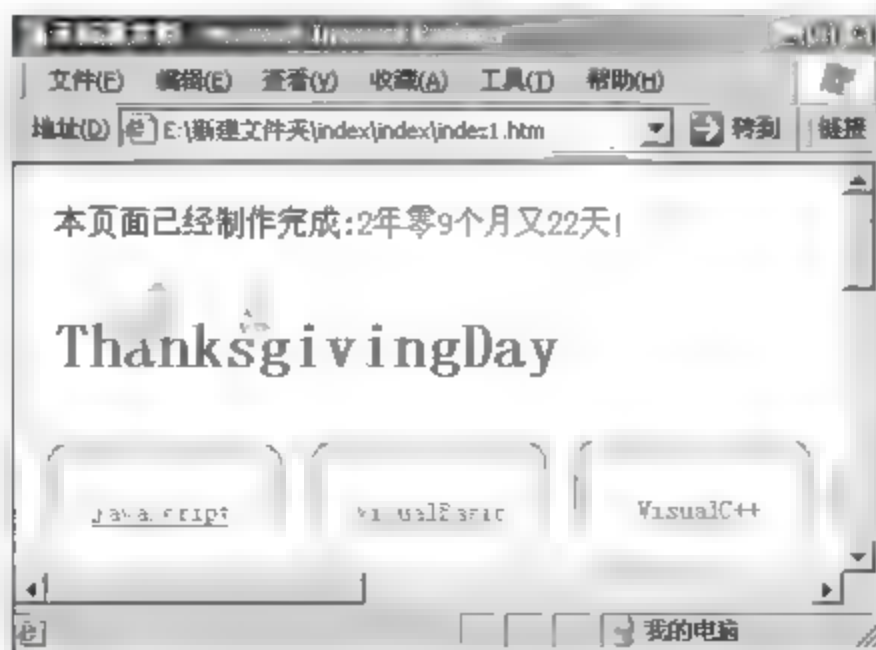 文件(F) 编辑(E) 查看(V) 收藏(A) 工具(T) 帮助(H)
地址(D) E:\新建文件夹\index\index\index1.htm 转到 链接
本页面已经制作完成:2年零9个月又22天!
ThanksgivingDay
javascript VisualBasic VisualC++
我的电脑